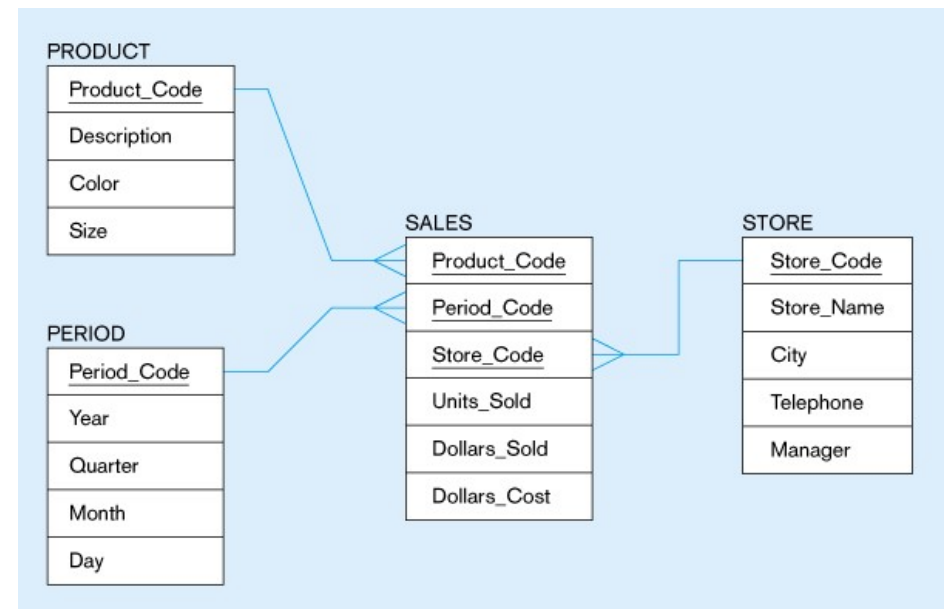 PRODUCT
Product_Code
Description
Color
Size
PERIOD
Period_Code
Year
Quarter
Month
Day
SALES
Product_Code
Period_Code
Store_Code
Units_Sold
Dollars_Sold
Dollars_Cost
STORE
Store_Code
Store_Name
City
Telephone
Manager